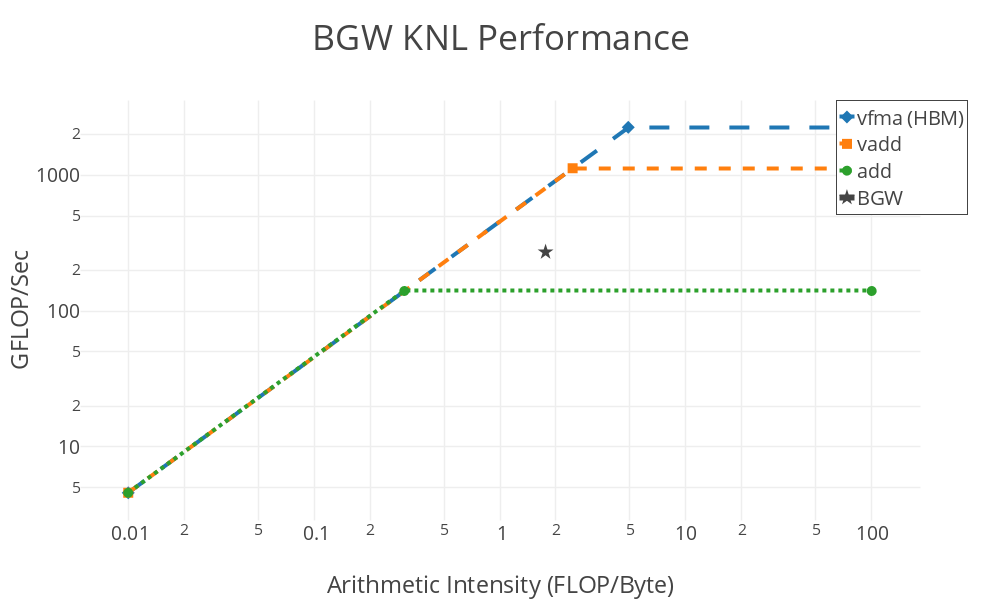 BGW KNL Performance
vfma (HBM)
vadd
add
BGW
2
1000
5
2
100
5
2
10
5
GFLOP/Sec
0.01 2 5 0.1 2 5 1 2 5 10 2 5 100
Arithmetic Intensity (FLOP/Byte)